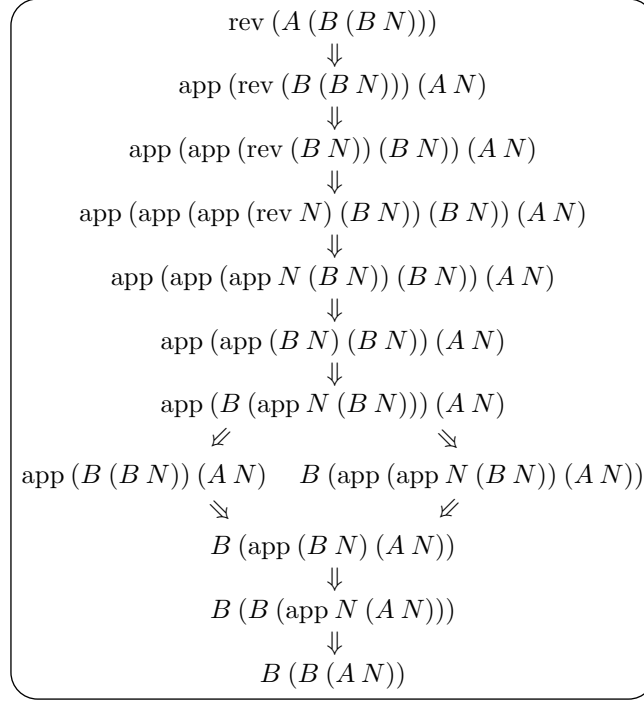 rev (A (B (B N)))
⇓
app (rev (B (B N))) (A N)
⇓
app (app (rev (B N)) (B N)) (A N)
⇓
app (app (app (rev N) (B N)) (B N)) (A N)
⇓
app (app (app N (B N)) (B N)) (A N)
⇓
app (app (B N) (B N)) (A N)
⇓
app (B (app N (B N))) (A N)
⇙ ⇘
app (B (B N)) (A N) B (app (app N (B N)) (A N))
⇘ ⇙
B (app (B N) (A N))
⇓
B (B (app N (A N)))
⇓
B (B (A N))